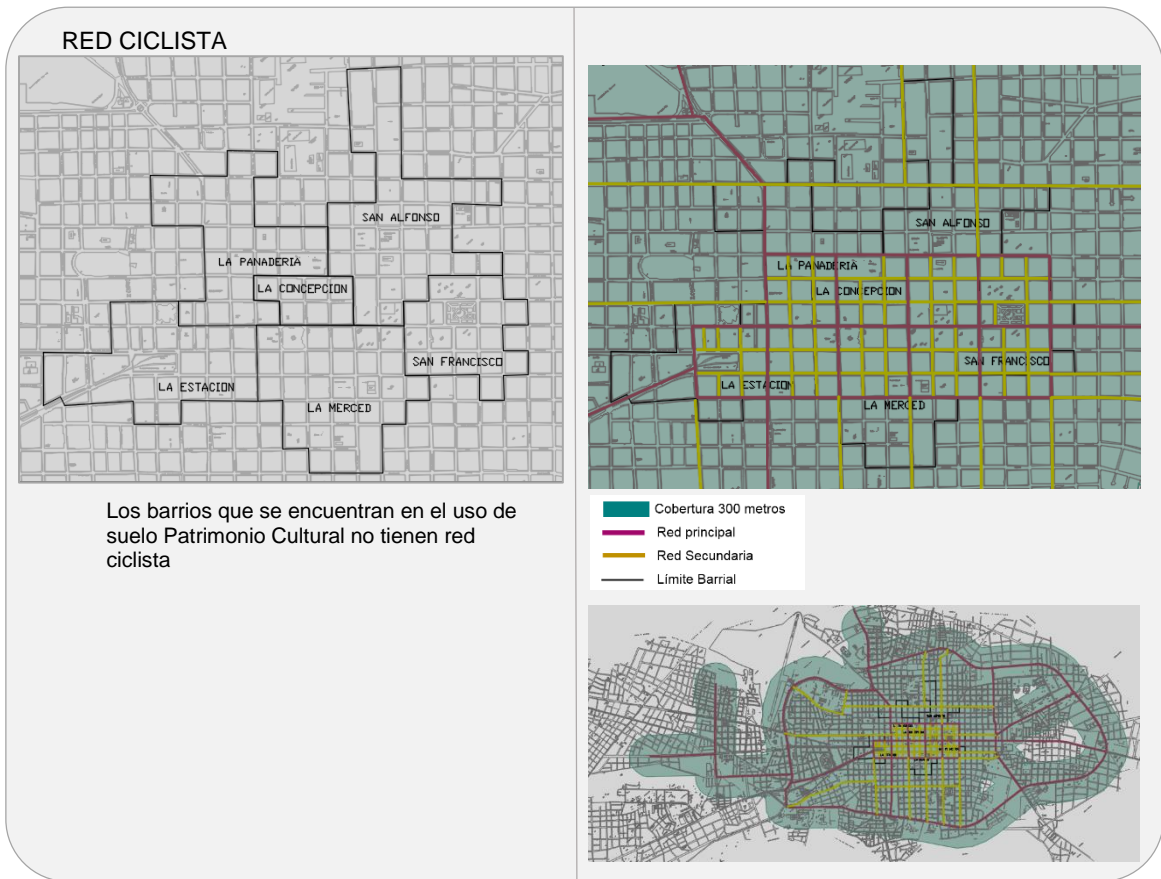 RED CICLISTA
SAN ALFONSO
LA PANADERIA
LA CONCEPCION
SAN FRANCISCO
LA ESTACION
LA MERCED
Los barrios que se encuentran en el uso de
suelo Patrimonio Cultural no tienen red
ciclista
SAN ALFONSO
LA PANADERIA
LA CONCEPCION
SAN FRANCISCO
LA ESTACION
LA MERCED
Cobertura 300 metros
Red principal
Red Secundaria
Límite Barrial